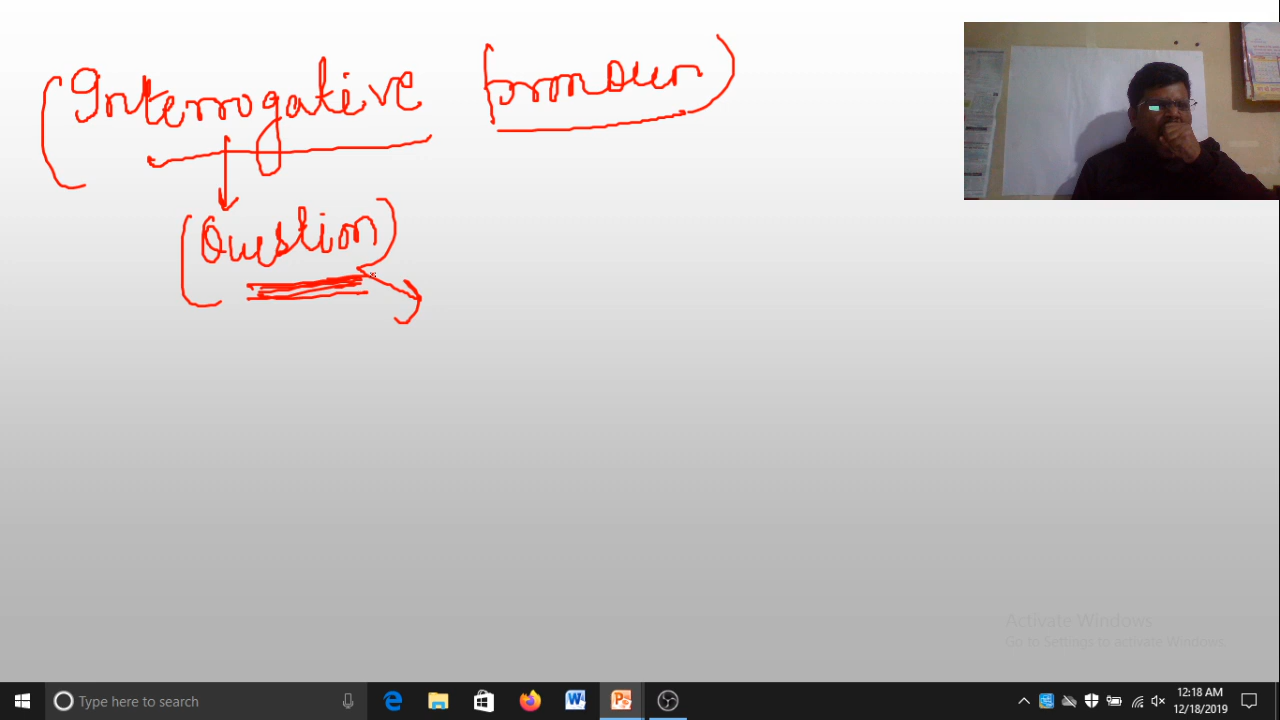 (Interrogative pronoun)
(Question)
Activate Windows
Go to Settings to activate Windows.
Type here to search
12:18 AM
12/18/2019